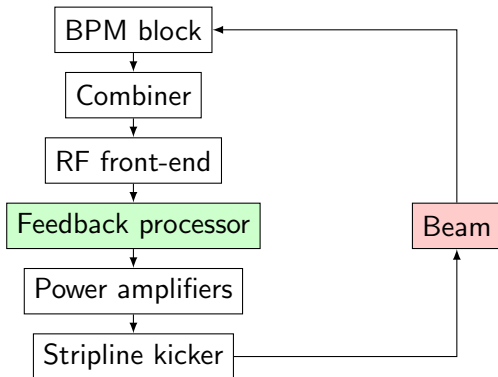 BPM block
Combiner
RF front-end
Feedback processor
Beam
Power amplifiers
Stripline kicker